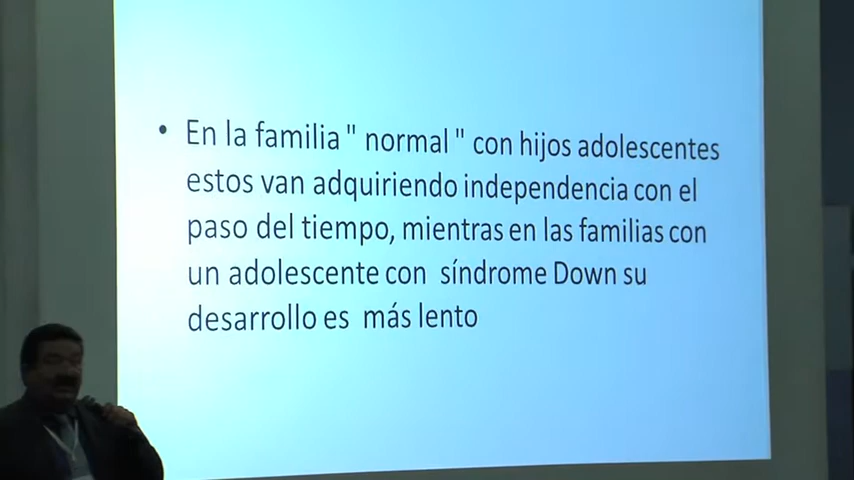 • En la familia " normal " con hijos adolescentes
estos van adquiriendo independencia con el
paso del tiempo, mientras en las familias con
un adolescente con síndrome Down su
desarrollo es más lento